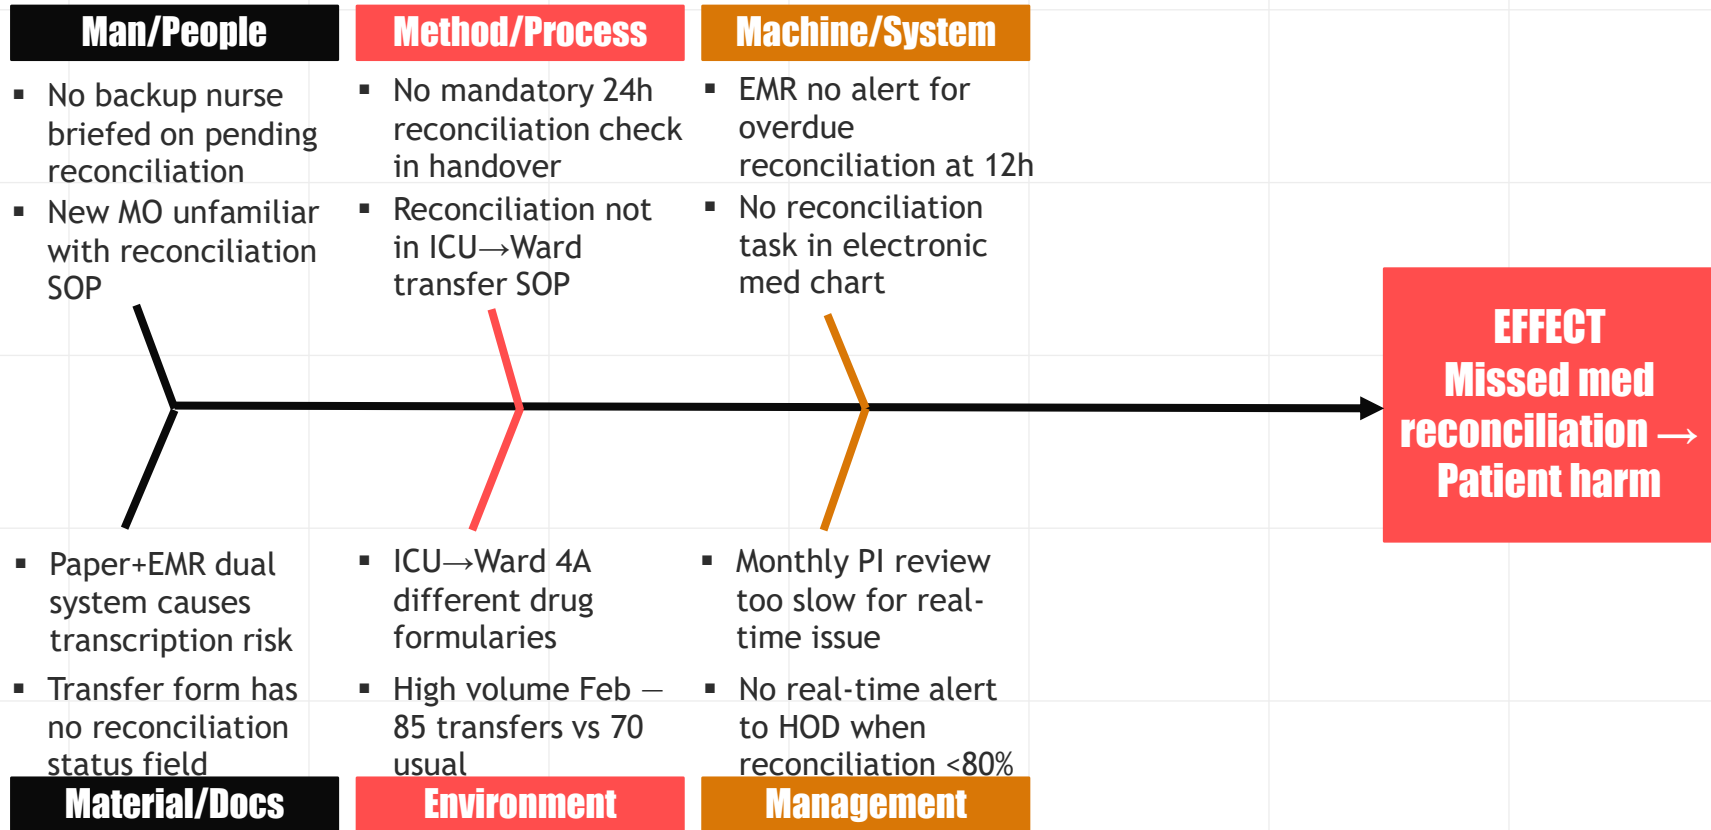 Man/People
▪ No backup nurse
briefed on pending
reconciliation
▪ New MO unfamiliar
with reconciliation
SOP
Method/Process
▪ No mandatory 24h
reconciliation check
in handover
▪ Reconciliation not
in ICU→Ward
transfer SOP
Machine/System
▪ EMR no alert for
overdue
reconciliation at 12h
▪ No reconciliation
task in electronic
med chart
EFFECT
Missed med
reconciliation →
Patient harm
▪ Paper+EMR dual
system causes
transcription risk
▪ Transfer form has
no reconciliation
status field
Material/Docs
▪ ICU→Ward 4A
different drug
formularies
▪ High volume Feb —
85 transfers vs 70
usual
Environment
▪ Monthly PI review
too slow for real-
time issue
▪ No real-time alert
to HOD when
reconciliation <80%
Management